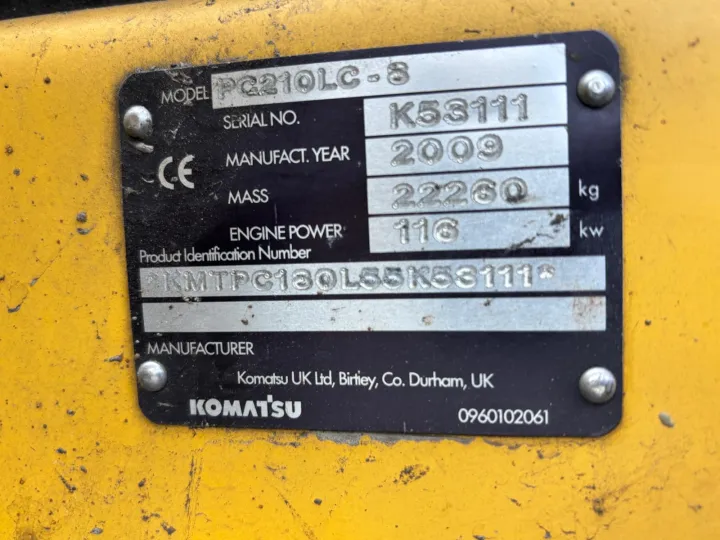 MODEL PC210LC-8
SERIAL NO. K53111
CE
MANUFACT. YEAR 2009
MASS 22260 kg
ENGINE POWER 116 kw
Product Identification Number
*KMTPC180L55K53111*
MANUFACTURER
Komatsu UK Ltd, Birtley, Co. Durham, UK
KOMATSU
0960102061